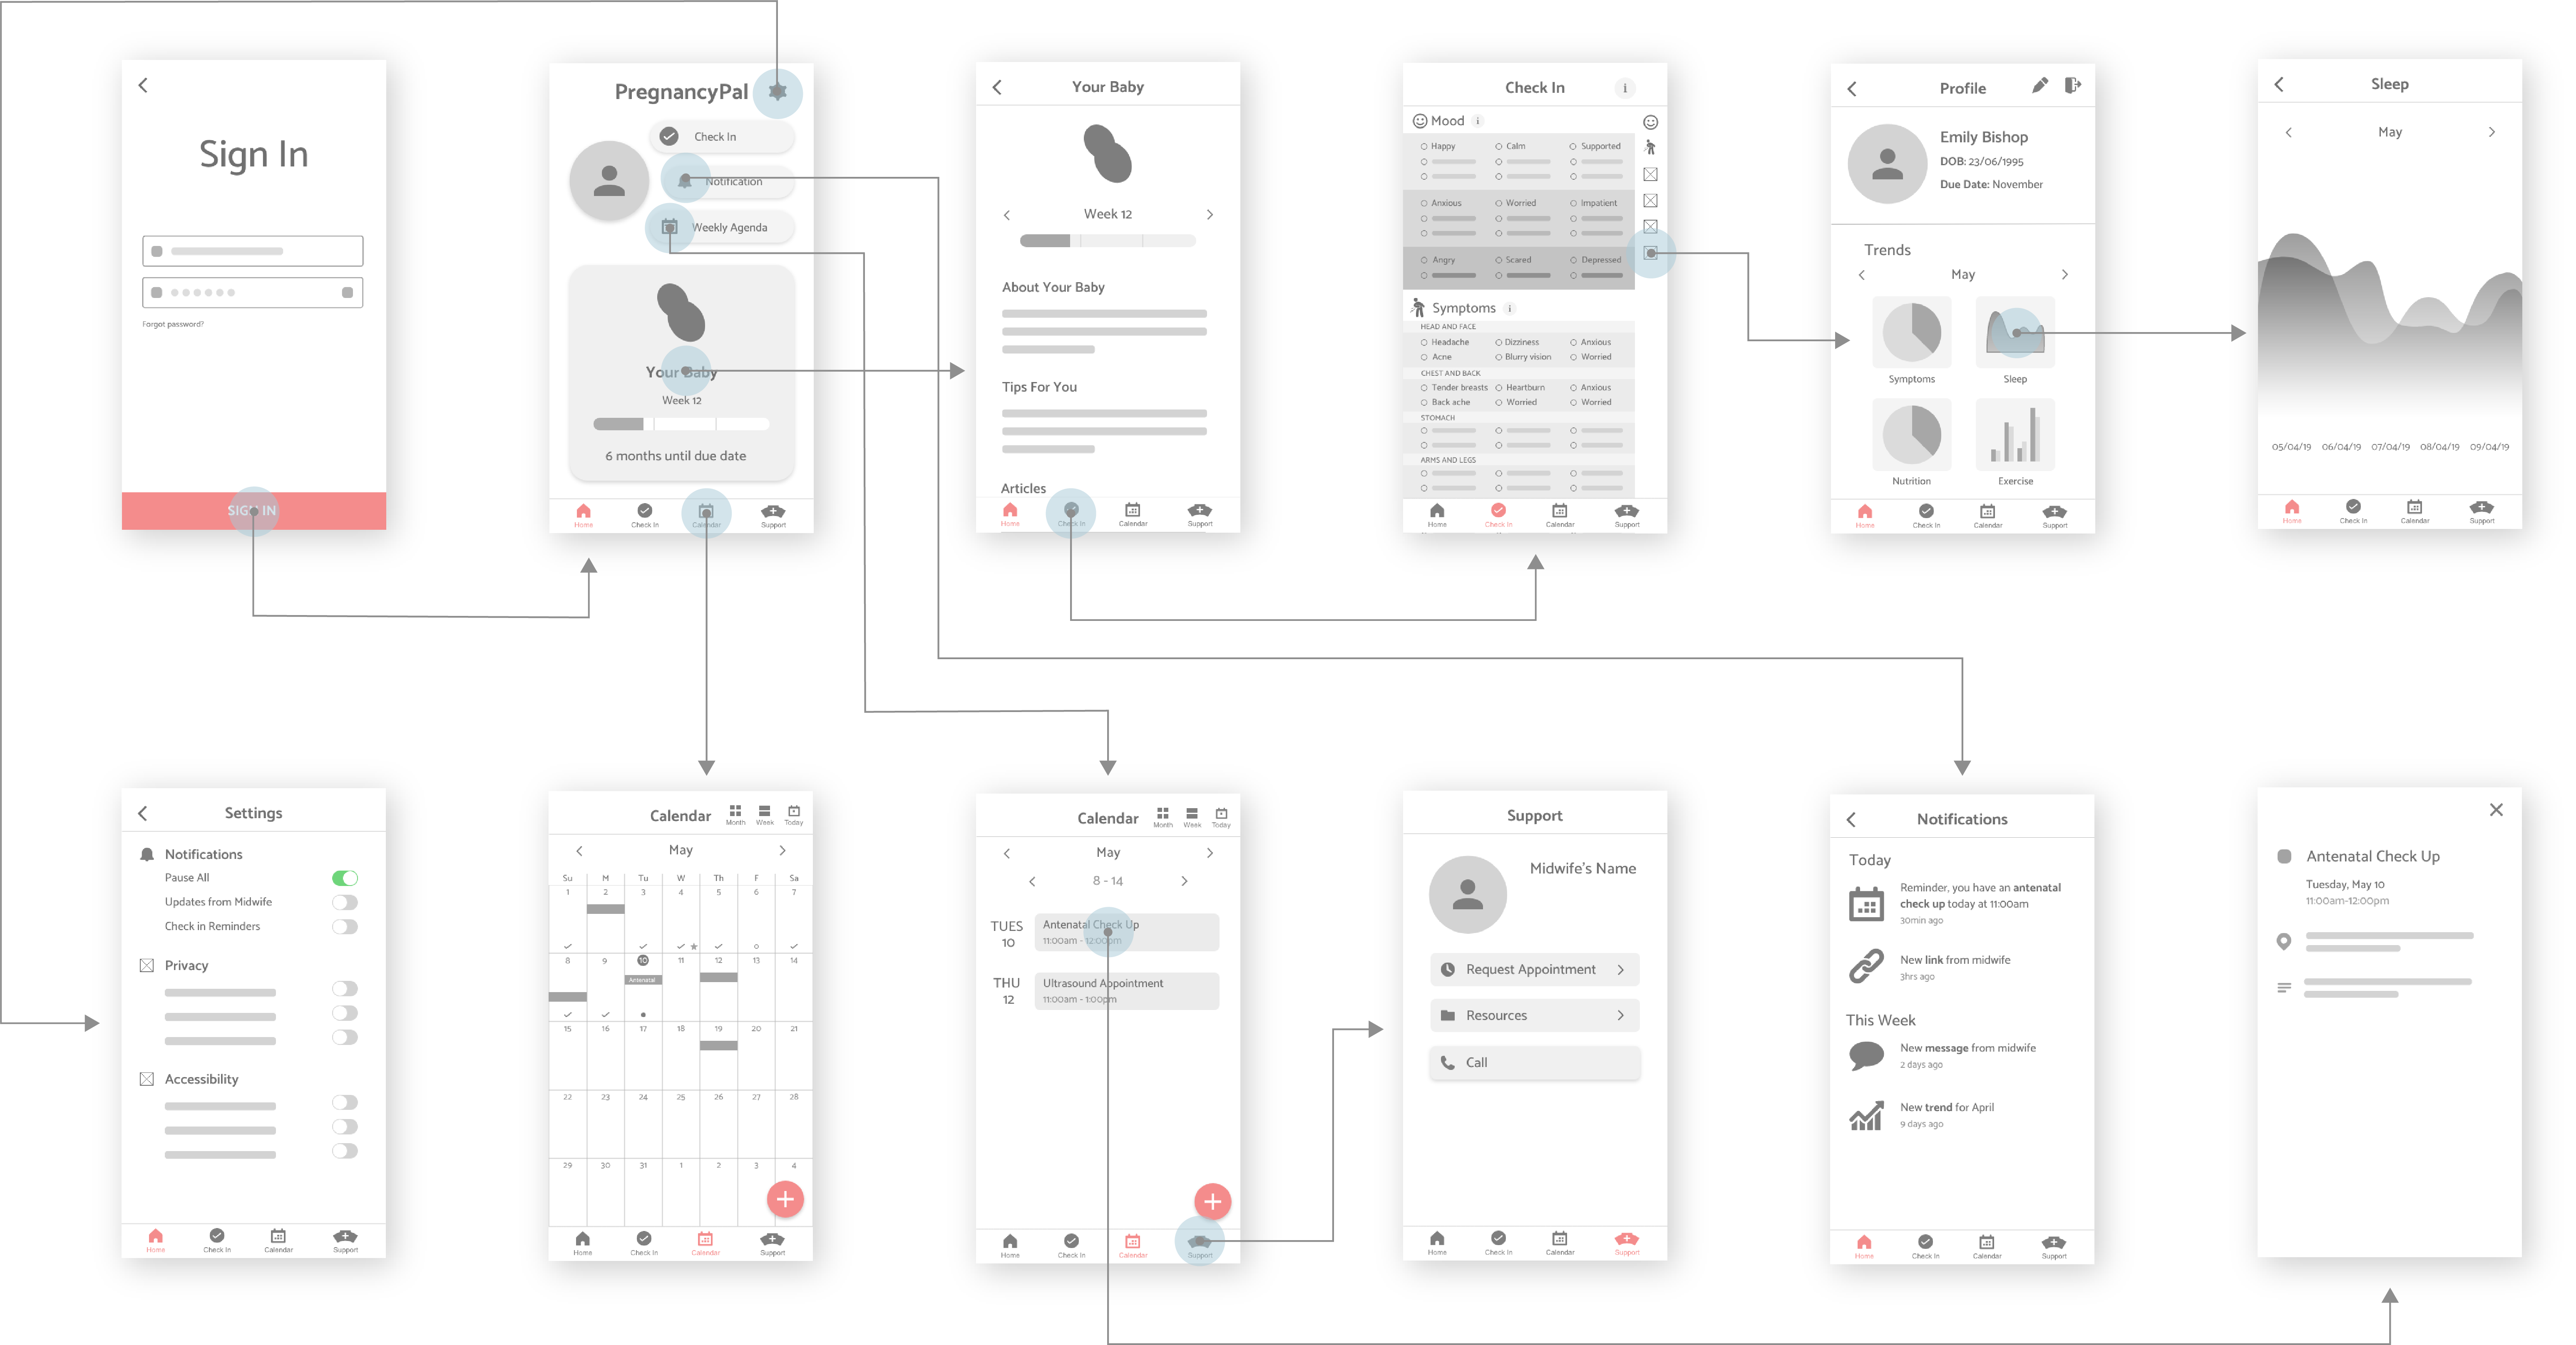 Sign In
Forgot password?
SIGN IN
PregnancyPal
Check In
Notification
Weekly Agenda
Your Baby
Week 12
6 months until due date
Home Check In Calendar Support
Your Baby
Week 12
About Your Baby
Tips For You
Articles
Home Check In Calendar Support
Check In i
Mood i
Happy Calm Supported
Anxious Worried Impatient
Angry Scared Depressed
Symptoms i
HEAD AND FACE
Headache Dizziness Anxious
Acne Blurry vision Worried
CHEST AND BACK
Tender breasts Heartburn Anxious
Back ache Worried Worried
STOMACH
ARMS AND LEGS
Home Check In Calendar Support
Profile
Emily Bishop
DOB: 23/06/1995
Due Date: November
Trends
May
Symptoms Sleep
Nutrition Exercise
Home Check In Calendar Support
Sleep
May
05/04/19 06/04/19 07/04/19 08/04/19 09/04/19
Home Check In Calendar Support
Settings
Notifications
Pause All
Updates from Midwife
Check in Reminders
Privacy
Accessibility
Home Check In Calendar Support
Calendar Month Week Today
May
Su M Tu W Th F Sa
1 2 3 4 5 6 7
8 9 10 11 12 13 14
Antenatal
15 16 17 18 19 20 21
22 23 24 25 26 27 28
29 30 31 1 2 3 4
Home Check In Calendar Support
Calendar Month Week Today
May
8 - 14
TUES
10
Antenatal Check Up
11:00am - 12:00pm
THU
12
Ultrasound Appointment
11:00am - 1:00pm
Home Check In Calendar Support
Support
Midwife's Name
Request Appointment
Resources
Call
Home Check In Calendar Support
Notifications
Today
Reminder, you have an antenatal
check up today at 11:00am
30min ago
New link from midwife
3hrs ago
This Week
New message from midwife
2 days ago
New trend for April
9 days ago
Home Check In Calendar Support
Antenatal Check Up
Tuesday, May 10
11:00am-12:00pm